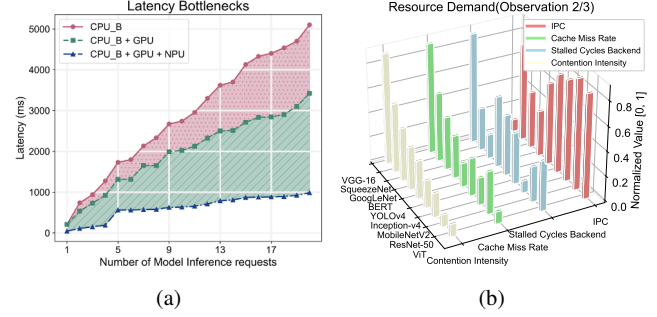 Latency Bottlenecks
CPU_B
CPU_B + GPU
CPU_B + GPU + NPU
Latency (ms)
5000
4000
3000
2000
1000
0
1 5 9 13 17
Number of Model Inference requests
(a)
Resource Demand(Observation 2/3)
IPC
Cache Miss Rate
Stalled Cycles Backend
Contention Intensity
Normalized Value [0, 1]
0.8
0.6
0.4
0.2
0.0
VGG-16
SqueezeNet
GoogLeNet
BERT
YOLOv4
Inception-v4
MobileNetV2
ResNet-50
ViT
IPC
Stalled Cycles Backend
Cache Miss Rate
Contention Intensity
(b)